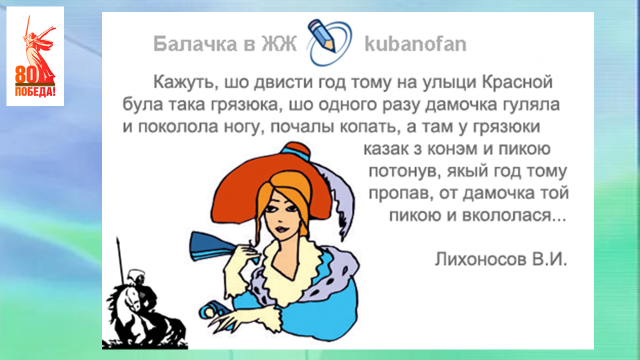 80
ПОБЕДА!
Балачка в ЖЖ kubanofan
Кажуть, шо двисти год тому на улыци Красной
була така грязюка, шо одного разу дамочка гуляла
и поколола ногу, почалы копать, а там у грязюки
казак з конэм и пикою
потонув, якый год тому
пропав, от дамочка той
пикою и вкололася...
Лихоносов В.И.